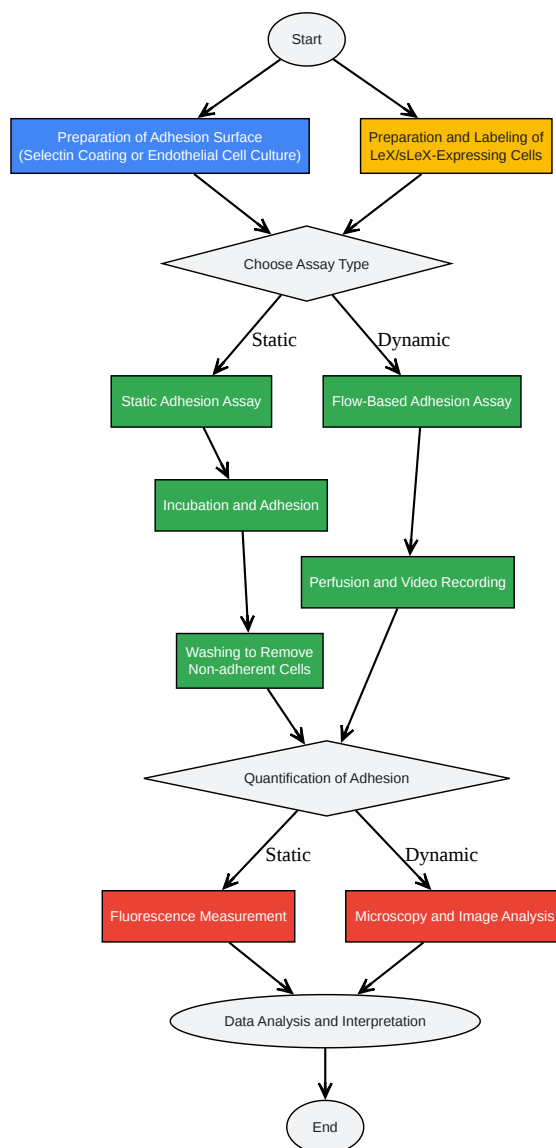 Start
Preparation of Adhesion Surface
(Selectin Coating or Endothelial Cell Culture)
Preparation and Labeling of
LeX/sLeX-Expressing Cells
Choose Assay Type
Static
Dynamic
Static Adhesion Assay
Flow-Based Adhesion Assay
Incubation and Adhesion
Perfusion and Video Recording
Washing to Remove
Non-adherent Cells
Quantification of Adhesion
Static
Dynamic
Fluorescence Measurement
Microscopy and Image Analysis
Data Analysis and Interpretation
End